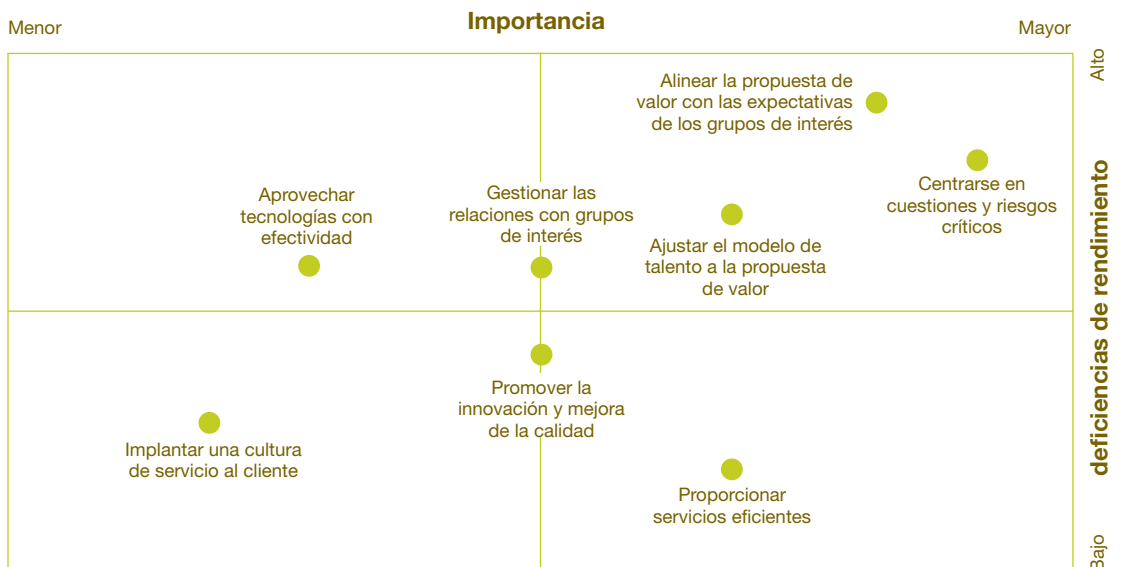 Menor
Importancia
Mayor
Alto
Alinear la propuesta de
valor con las expectativas
de los grupos de interés
Centrarse en
cuestiones y riesgos
críticos
Aprovechar
tecnologías con
efectividad
Gestionar las
relaciones con grupos
de interés
Ajustar el modelo de
talento a la propuesta
de valor
deficiencias de rendimiento
Promover la
innovación y mejora
de la calidad
Implantar una cultura
de servicio al cliente
Proporcionar
servicios eficientes
Bajo